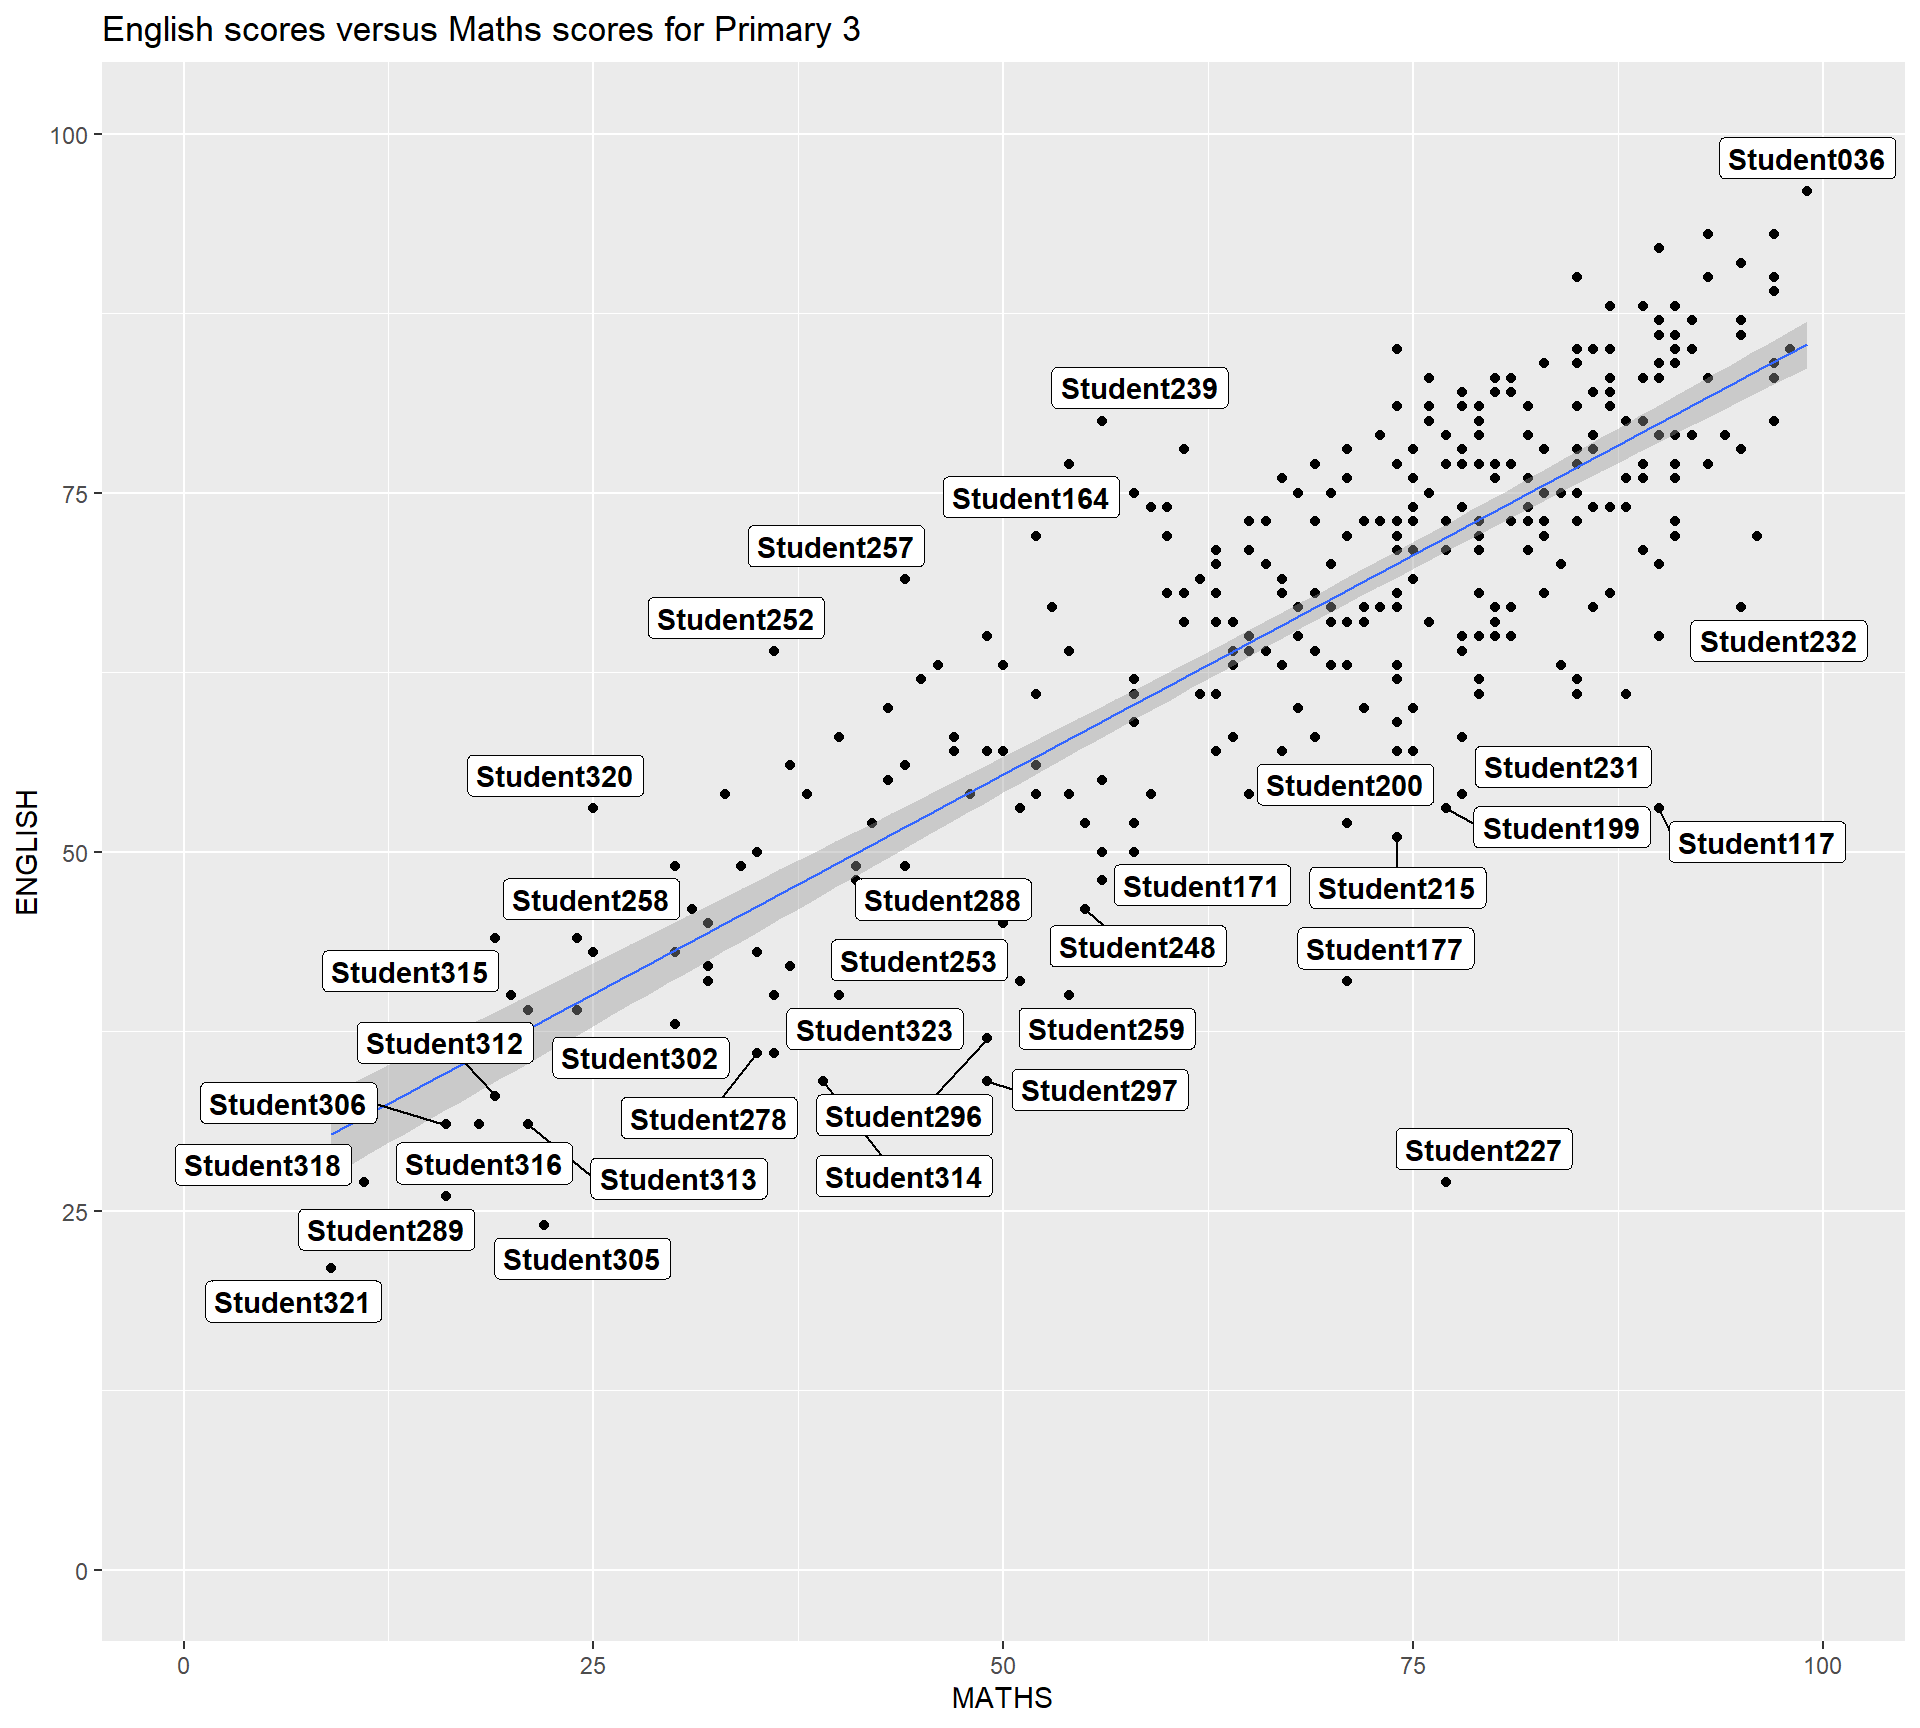 English scores versus Maths scores for Primary 3
100
Student036
Student239
75
Student164
Student257
Student252
Student232
Student320
Student231
Student200
Student199
ENGLISH
50
Student117
Student171
Student215
Student258
Student288
Student248
Student177
Student253
Student315
Student323
Student259
Student312
Student302
Student297
Student306
Student296
Student278
Student227
Student318
Student316
Student314
Student313
25
Student289
Student305
Student321
0
0
25
50
75
100
MATHS